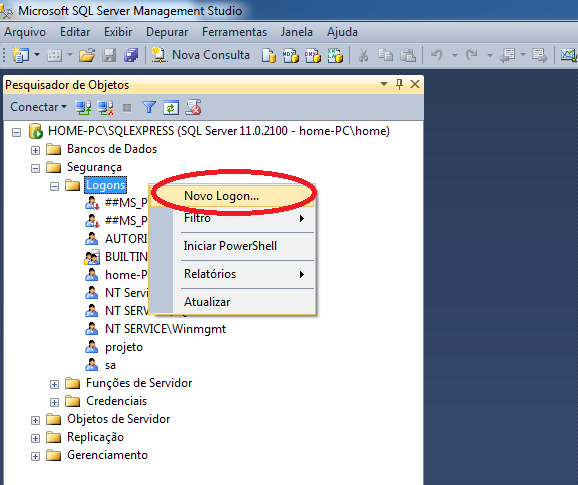 Microsoft SQL Server Management Studio
Arquivo Editar Exibir Depurar Ferramentas Janela Ajuda
Nova Consulta
Pesquisador de Objetos
Conectar
HOME-PC\SQLEXPRESS (SQL Server 11.0.2100 - home-PC\home)
Bancos de Dados
Segurança
Logons
##MS_P
Novo Logon...
##MS_P
Filtro
AUTORI
Iniciar PowerShell
BUILTIN
home-P
Relatórios
NT Servi
NT SERV
Atualizar
NT SERVICE\Winmgmt
projeto
sa
Funções de Servidor
Credenciais
Objetos de Servidor
Replicação
Gerenciamento